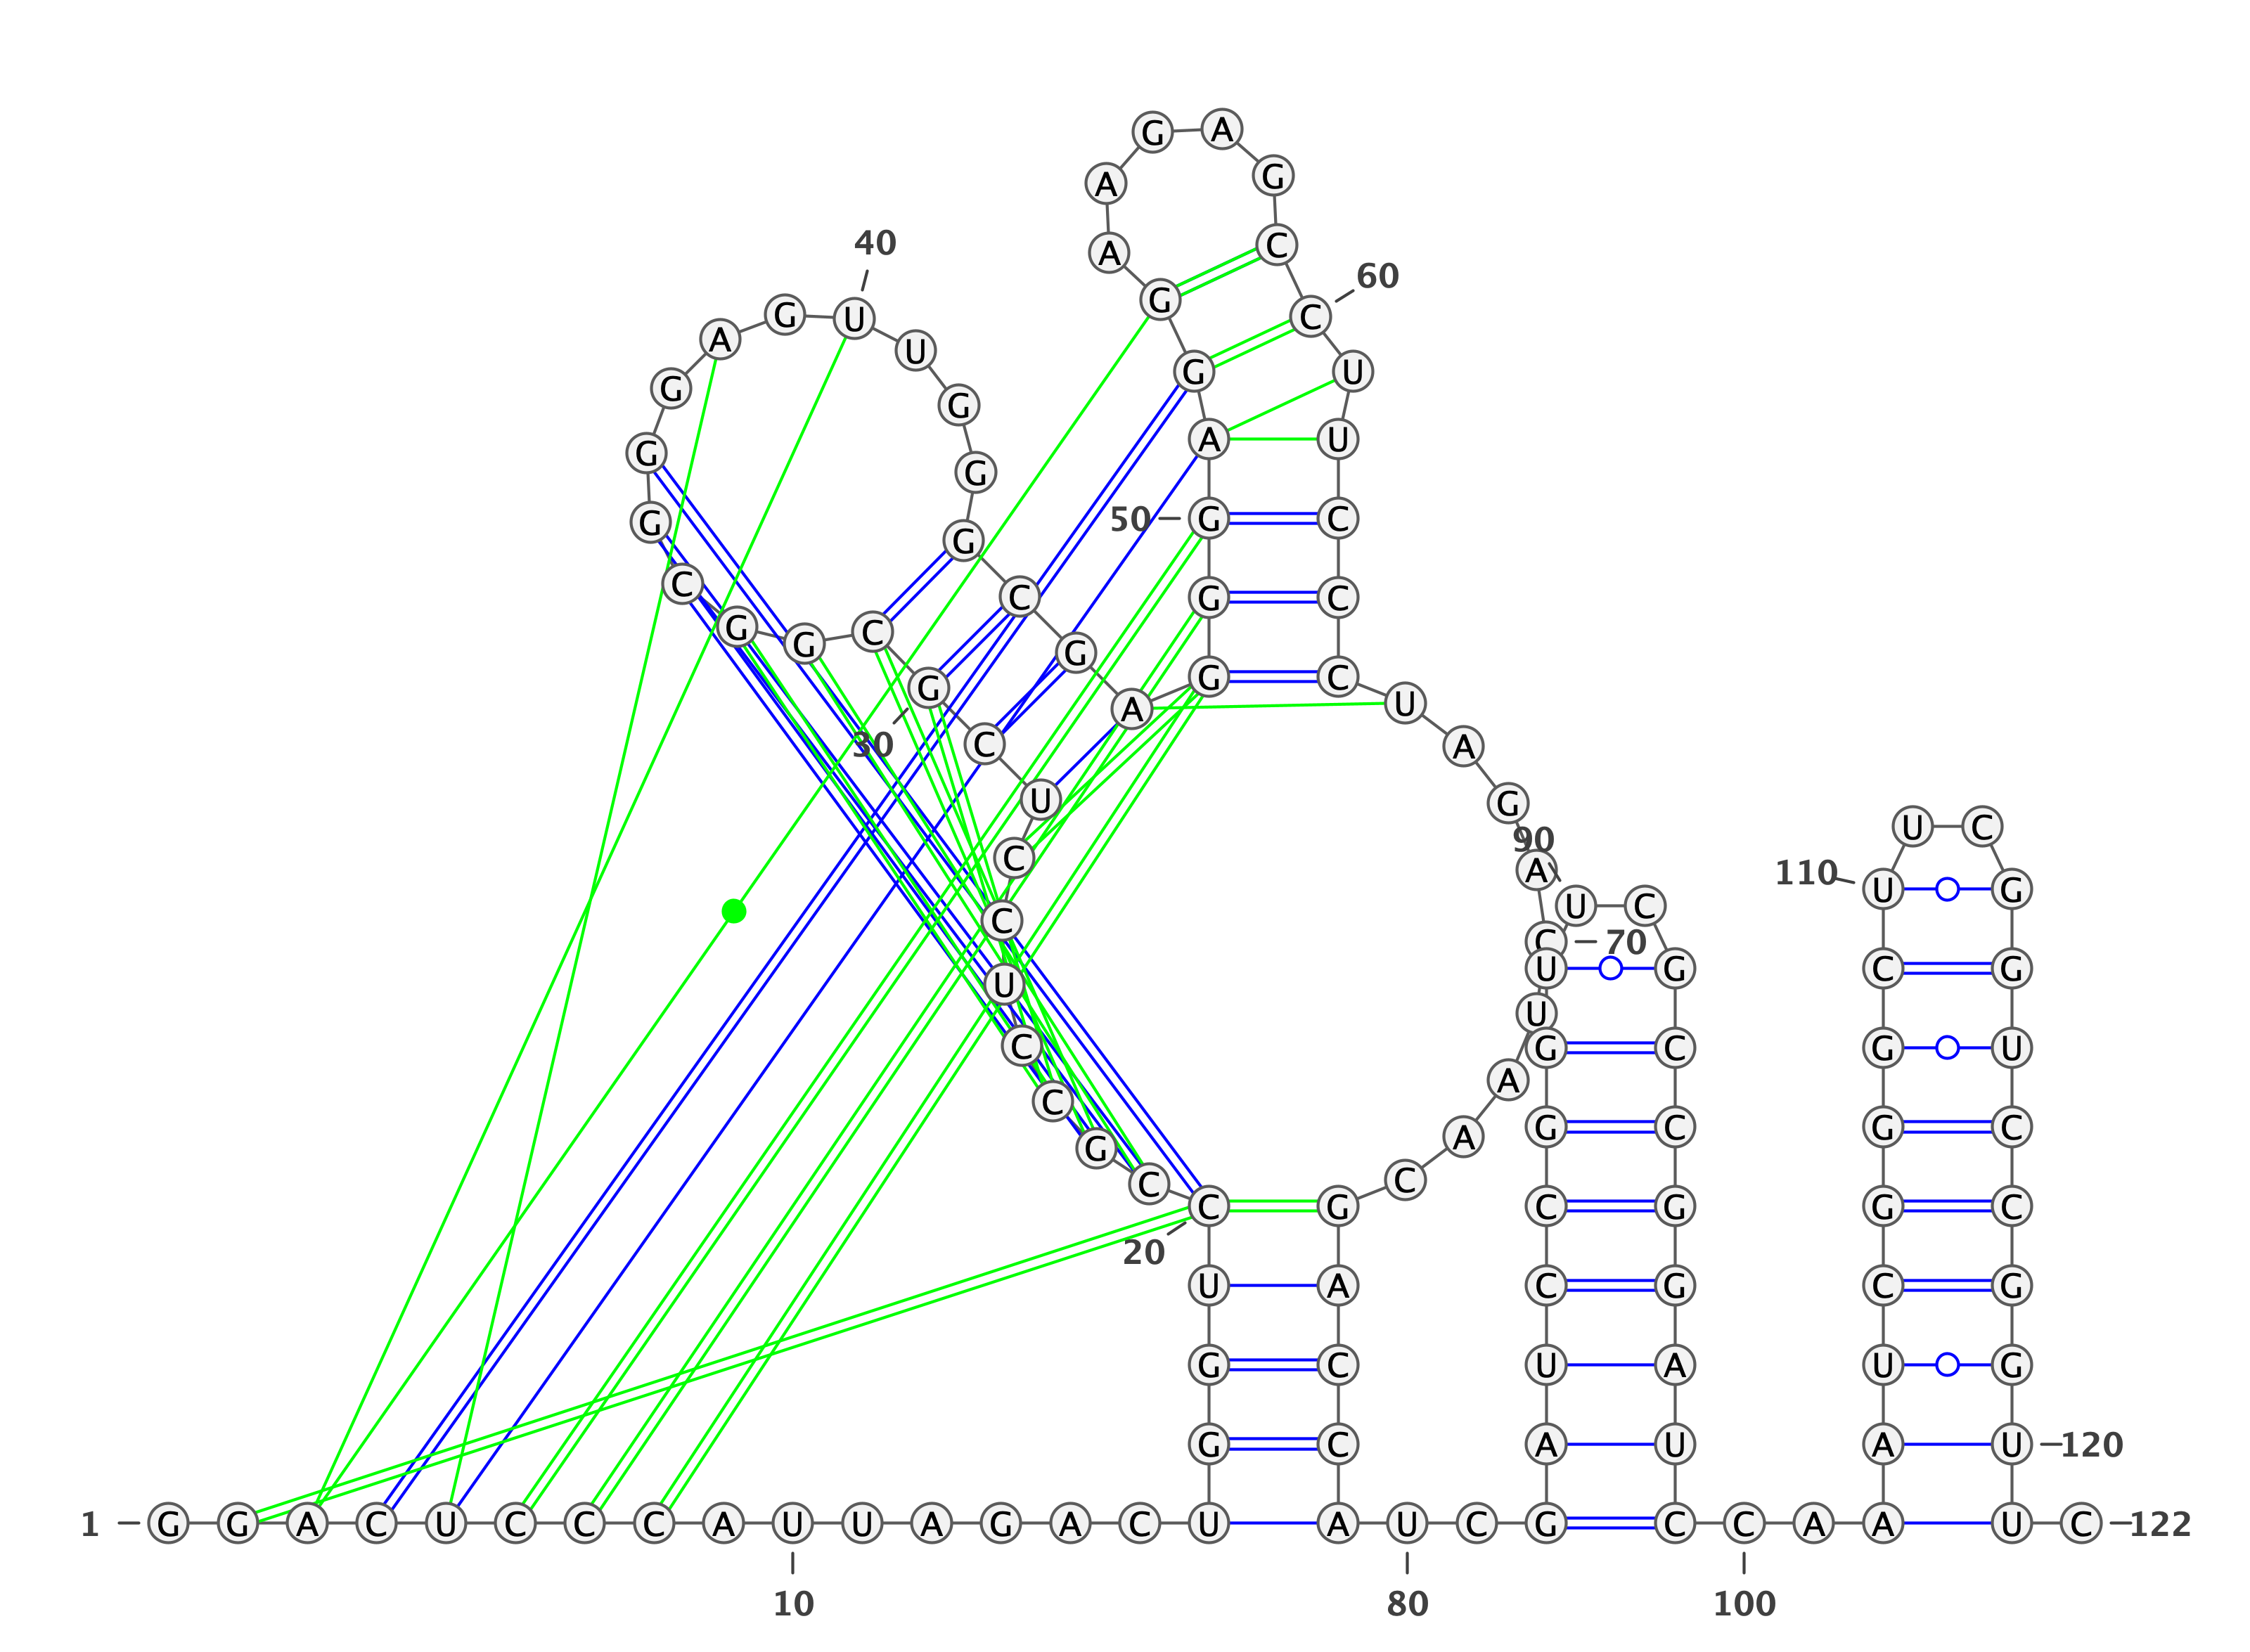 G A
A G
40 A C
60
G
G U C
A U
G U
G G
A U
G G
50 G C
G G
C C G C
G G C G
G A G C U
30 C A
U G U C
C 90 A 110 U G
C U C
C 70
U U G C G
U
C G C G U
C A
G C G C
G A
C C
C G C G G C
20
U A C G C G
G C U A U G
G C A U A U 120
1 G G A C U C C C A U U A G A C U A U C G C C A A U C 122
10 80 100